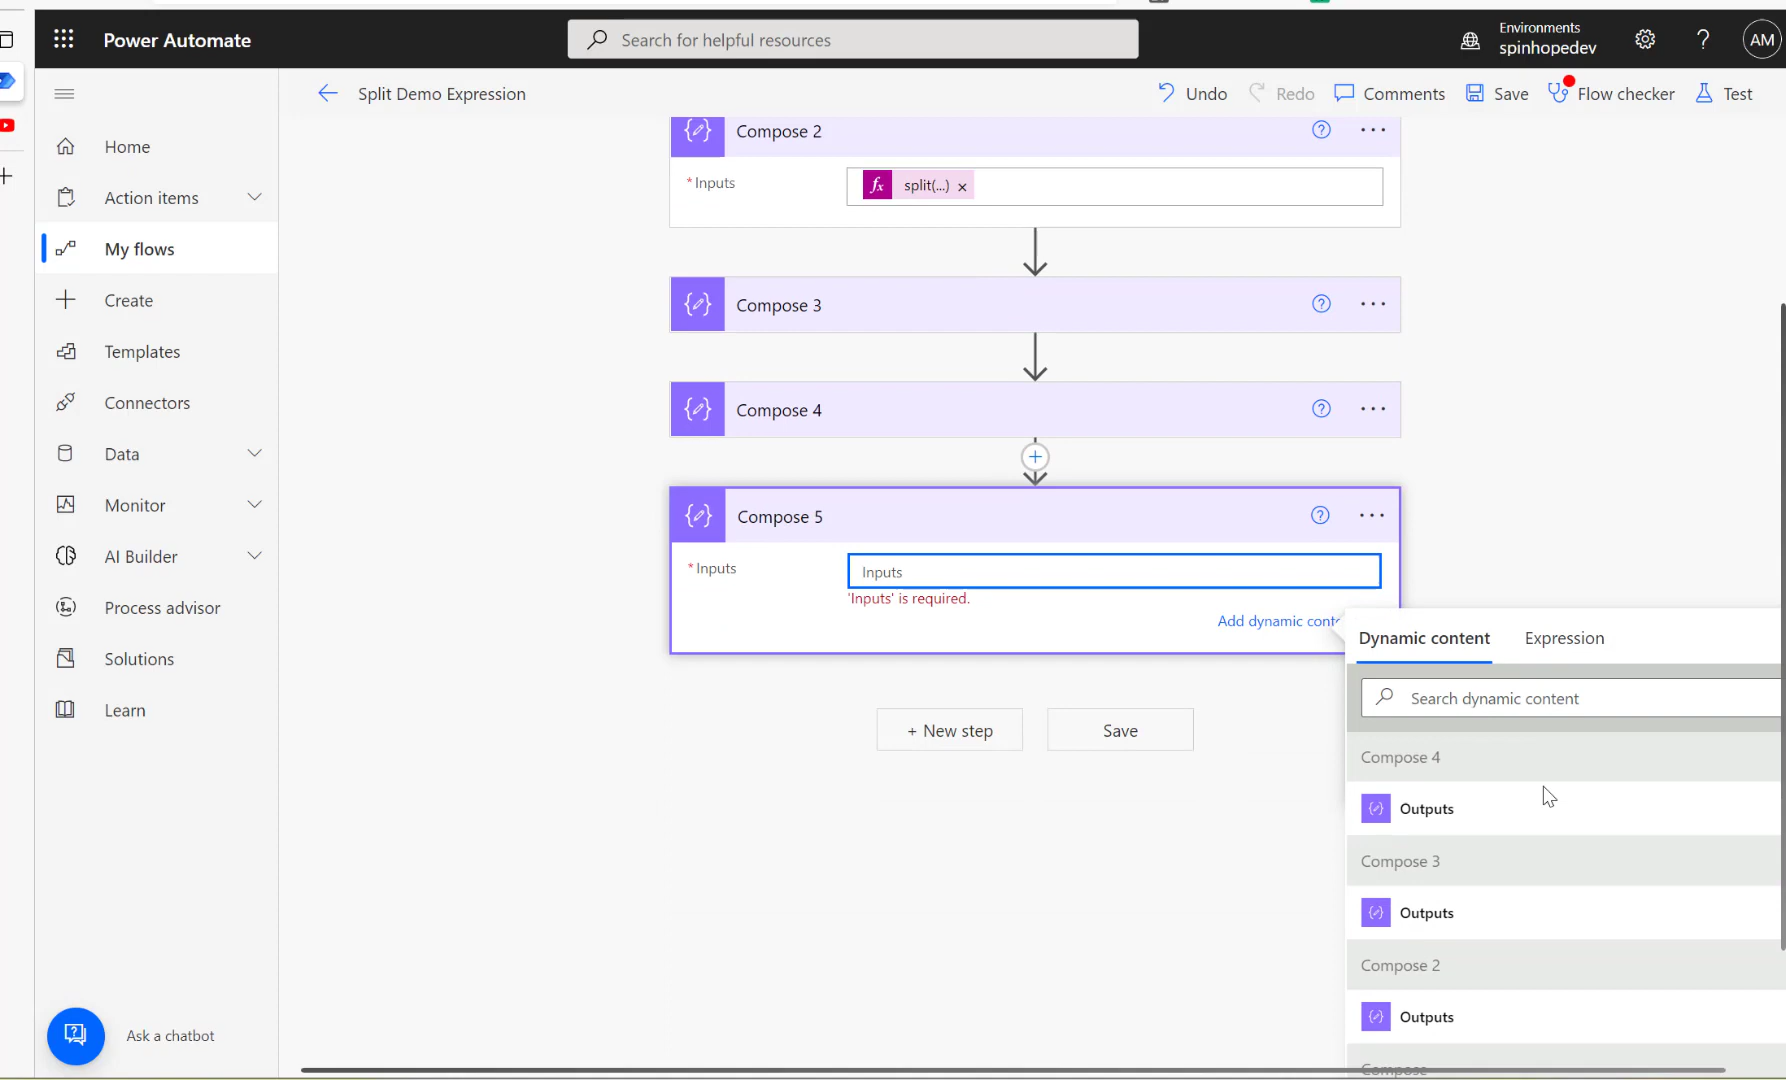 Power Automate
Search for helpful resources
Environments
spinhopedev
AM
Split Demo Expression
Undo
Redo
Comments
Save
Flow checker
Test
Home
Action items
My flows
Create
Templates
Connectors
Data
Monitor
AI Builder
Process advisor
Solutions
Learn
Ask a chatbot
Compose 2
* Inputs
fx split(...) ×
Compose 3
Compose 4
Compose 5
* Inputs
Inputs
'Inputs' is required.
Add dynamic conte
+ New step
Save
Dynamic content
Expression
Search dynamic content
Compose 4
Outputs
Compose 3
Outputs
Compose 2
Outputs
Compose